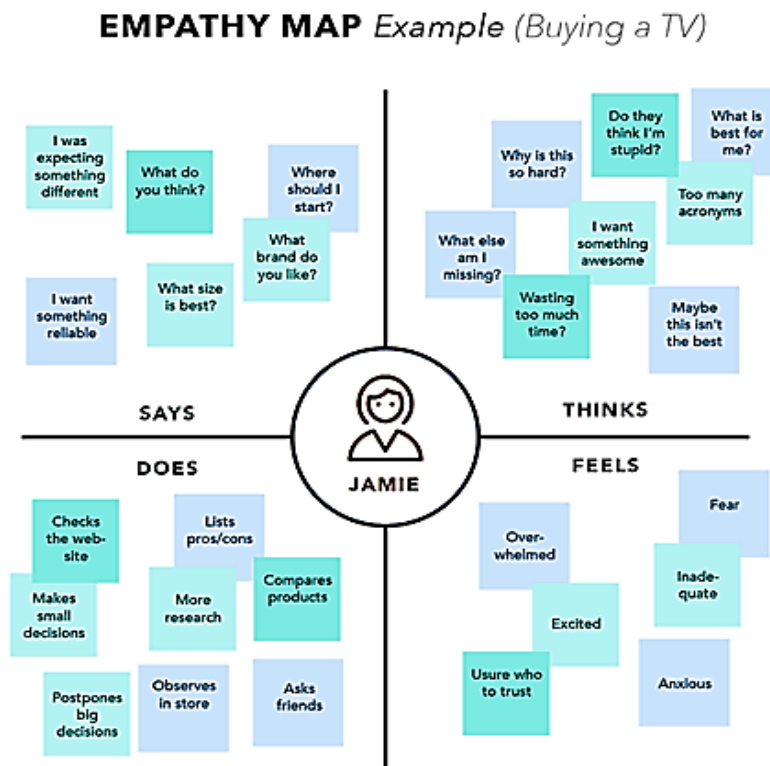 EMPATHY MAP Example (Buying a TV)
I was
expecting
something
different
What do
you think?
Where
should I
start?
What
brand do
you like?
I want
something
reliable
What size
is best?
SAYS
Why is this
so hard?
Do they
think I'm
stupid?
What is
best for
me?
Too many
acronyms
What else
am I
missing?
I want
something
awesome
Wasting
too much
time?
Maybe
this isn't
the best
THINKS
JAMIE
DOES
Checks
the web-
site
Lists
pros/cons
Makes
small
decisions
More
research
Compares
products
Postpones
big
decisions
Observes
in store
Asks
friends
FEELS
Over-
whelmed
Fear
Inade-
quate
Excited
Usure who
to trust
Anxious